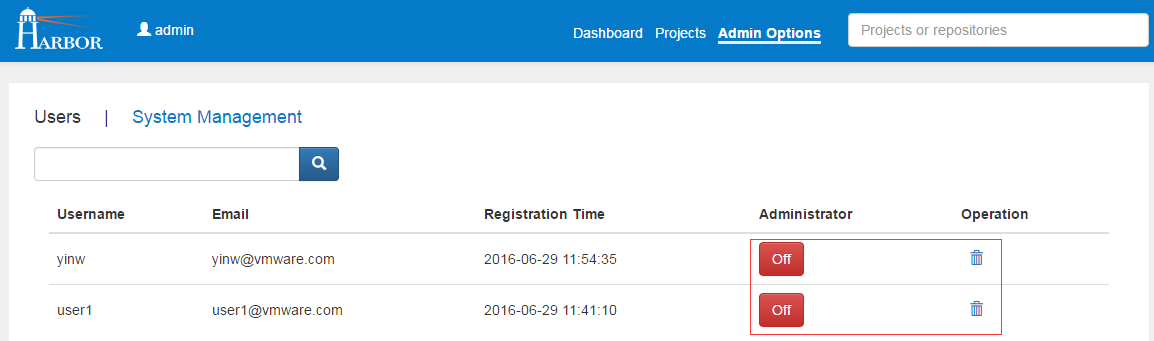 HARBOR admin Dashboard Projects Admin Options Projects or repositories
Users | System Management
Username Email Registration Time Administrator Operation
yinw yinw@vmware.com 2016-06-29 11:54:35 Off
user1 user1@vmware.com 2016-06-29 11:41:10 Off